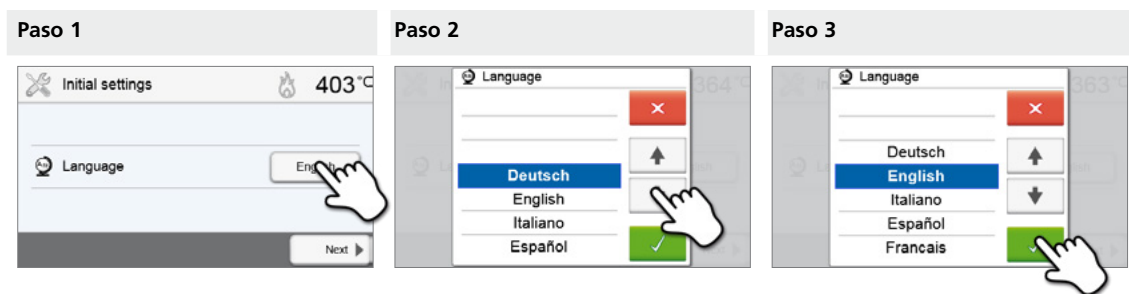 Paso 1
Paso 2
Paso 3
Initial settings
403°C
Language
Next
Language
364°C
Deutsch
English
Italiano
Español
Language
363°C
Deutsch
English
Italiano
Español
Francais